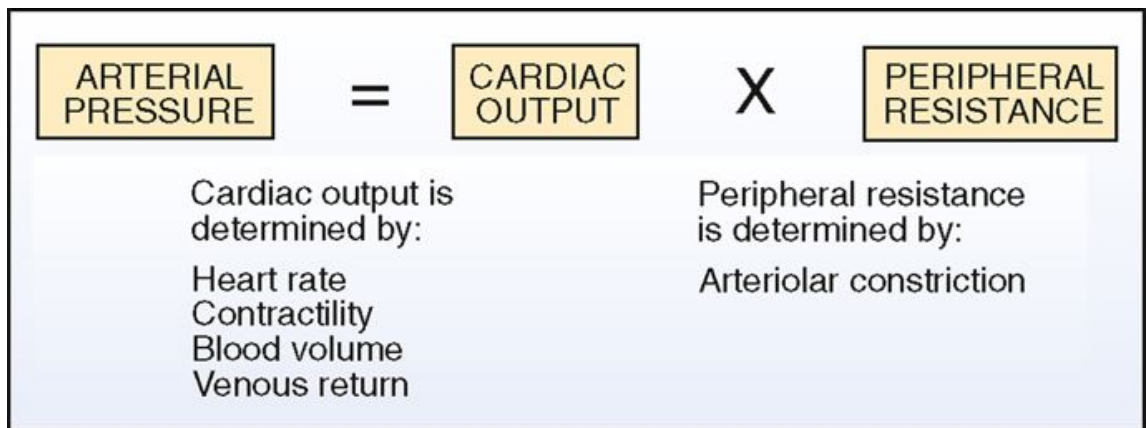 ARTERIAL
PRESSURE
=
CARDIAC
OUTPUT
X
PERIPHERAL
RESISTANCE
Cardiac output is
determined by:
Heart rate
Contractility
Blood volume
Venous return
Peripheral resistance
is determined by:
Arteriolar constriction